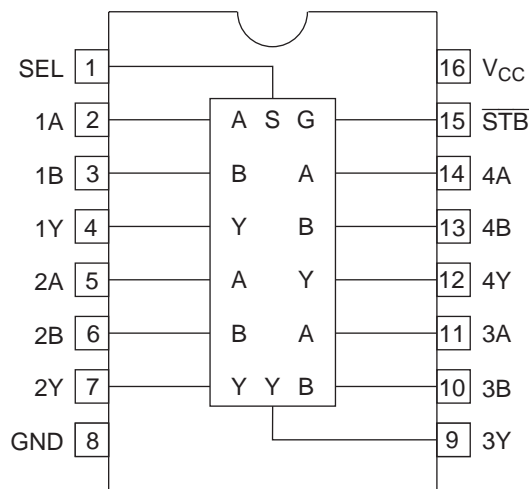 SEL 1 16 VCC
1A 2 A S G 15 STB
1B 3 B A 14 4A
1Y 4 Y B 13 4B
2A 5 A Y 12 4Y
2B 6 B A 11 3A
2Y 7 Y Y B 10 3B
GND 8 9 3Y